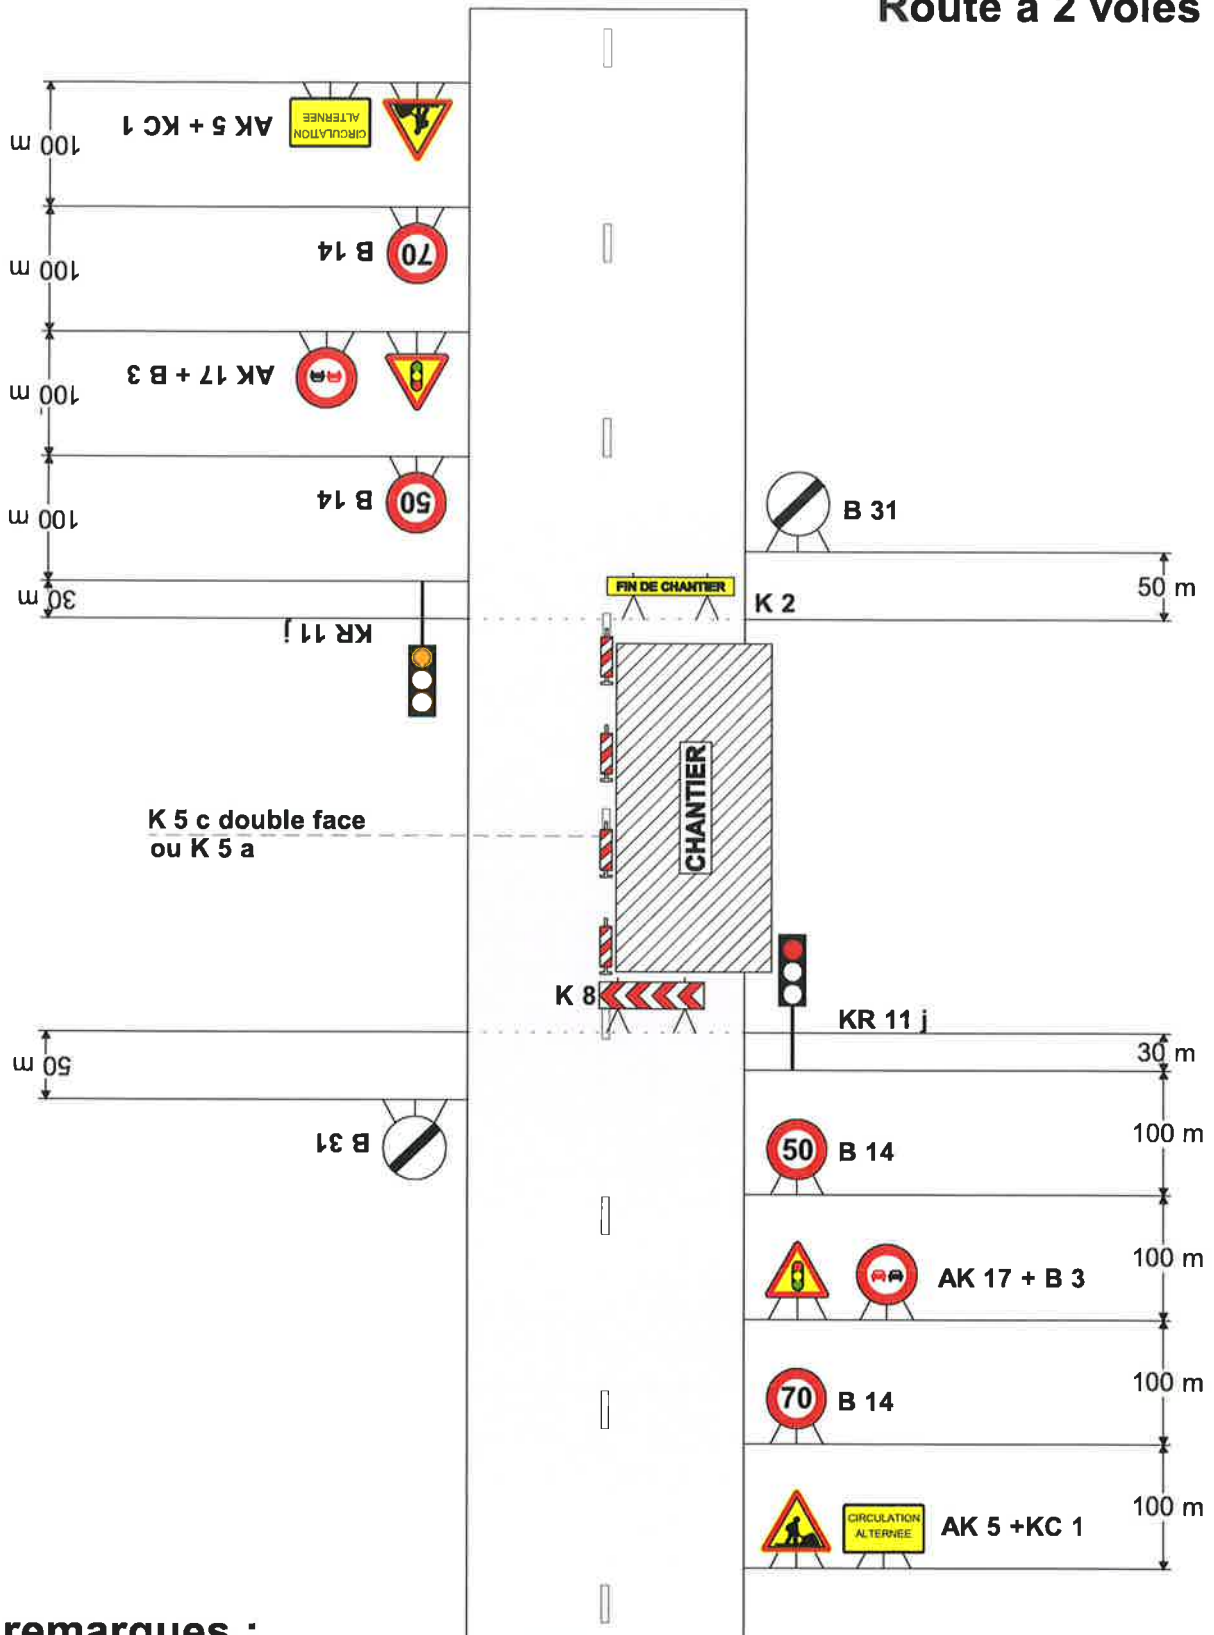 Route à 2 voies
100 m
AK 5 + KC 1
CIRCULATION
ALTERNEE
100 m
B 14
70
100 m
AK 17 + B 3
100 m
B 14
50
B 31
30 m
KR 11 j
FIN DE CHANTIER
K 2
50 m
CHANTIER
K 5 c double face
ou K 5 a
K 8
KR 11 j
30 m
50 m
B 31
50
B 14
100 m
AK 17 + B 3
100 m
70
B 14
100 m
CIRCULATION
ALTERNEE
AK 5 +KC 1
100 m
remarques :